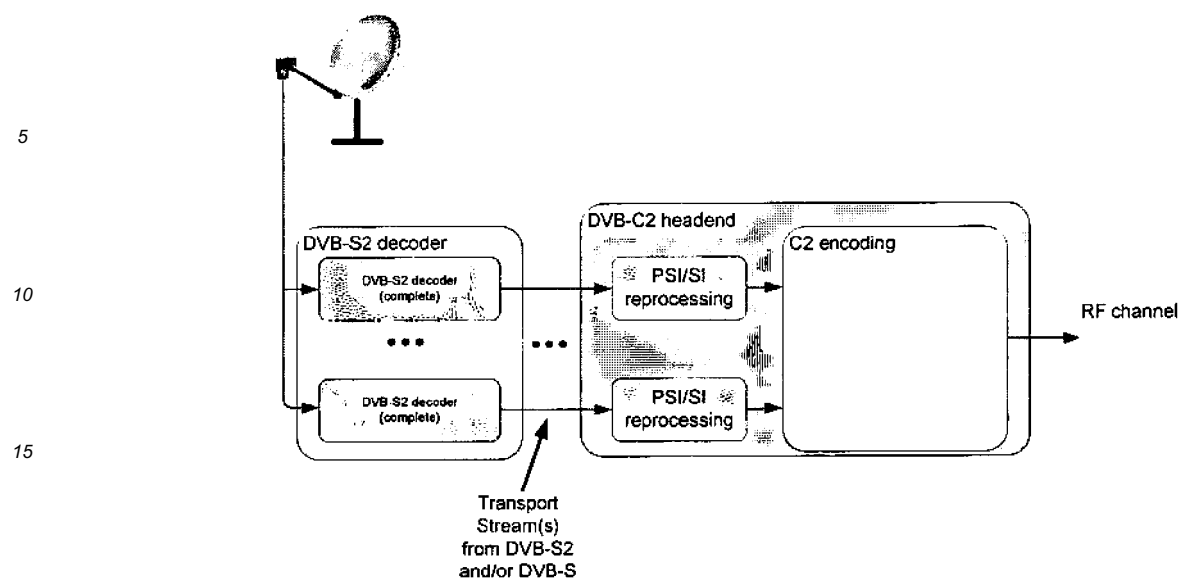 5
DVB-C2 headend
DVB-S2 decoder
C2 encoding
DVB-S2 decoder
(complete)
PSI/SI
reprocessing
10
RF channel
•••
•••
DVB-S2 decoder
(complete)
PSI/SI
reprocessing
15
Transport
Stream(s)
from DVB-S2
and/or DVB-S